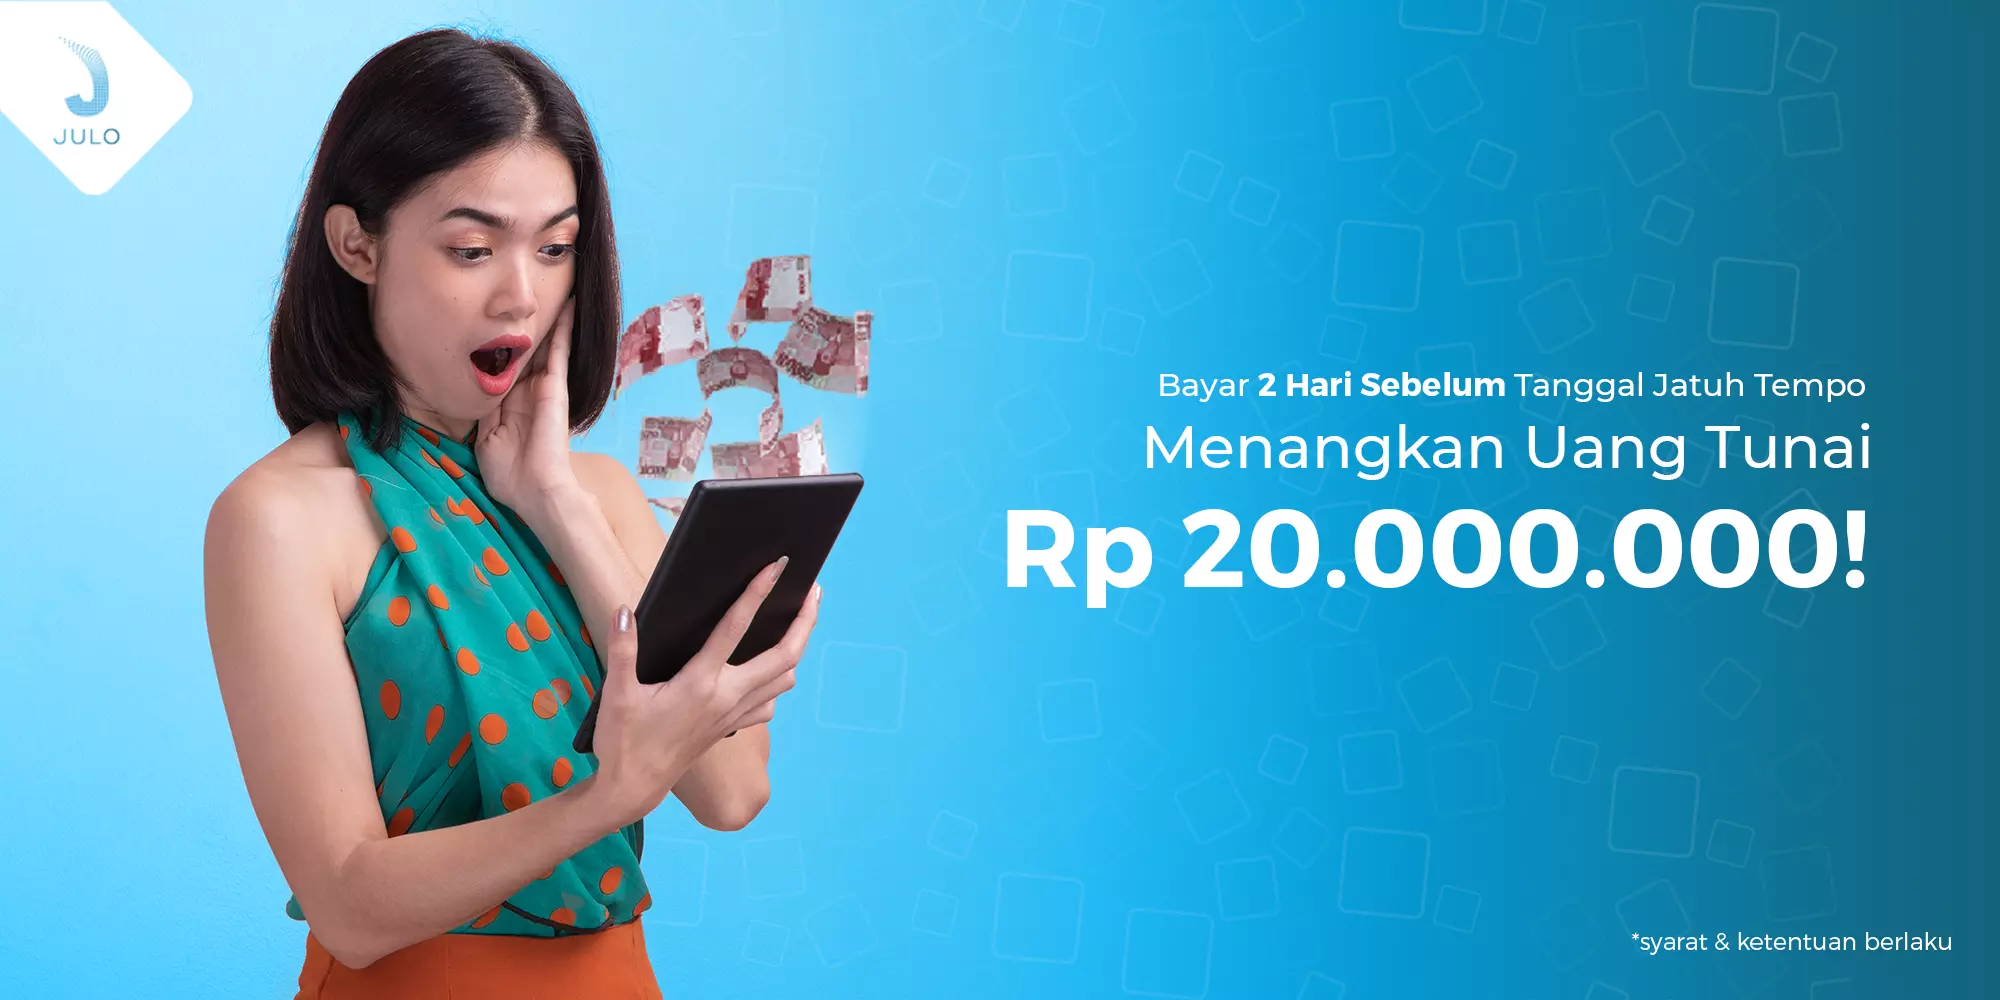 JULO
Bayar 2 Hari Sebelum Tanggal Jatuh Tempo
Menangkan Uang Tunai
Rp 20.000.000!
*syarat & ketentuan berlaku